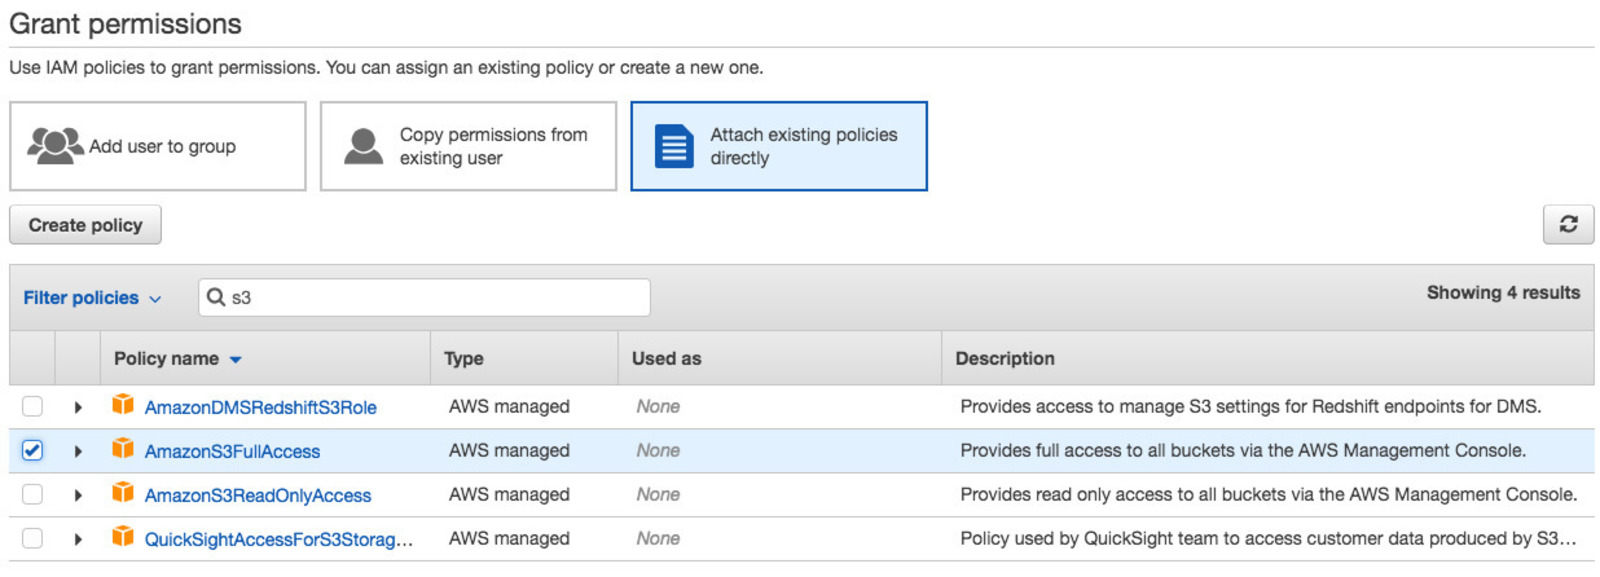 Grant permissions
Use IAM policies to grant permissions. You can assign an existing policy or create a new one.
Add user to group
Copy permissions from
existing user
Attach existing policies
directly
Create policy
Filter policies
s3
Showing 4 results
Policy name Type Used as Description
AmazonDMSRedshiftS3Role AWS managed None Provides access to manage S3 settings for Redshift endpoints for DMS.
AmazonS3FullAccess AWS managed None Provides full access to all buckets via the AWS Management Console.
AmazonS3ReadOnlyAccess AWS managed None Provides read only access to all buckets via the AWS Management Console.
QuickSightAccessForS3Storag... AWS managed None Policy used by QuickSight team to access customer data produced by S3...